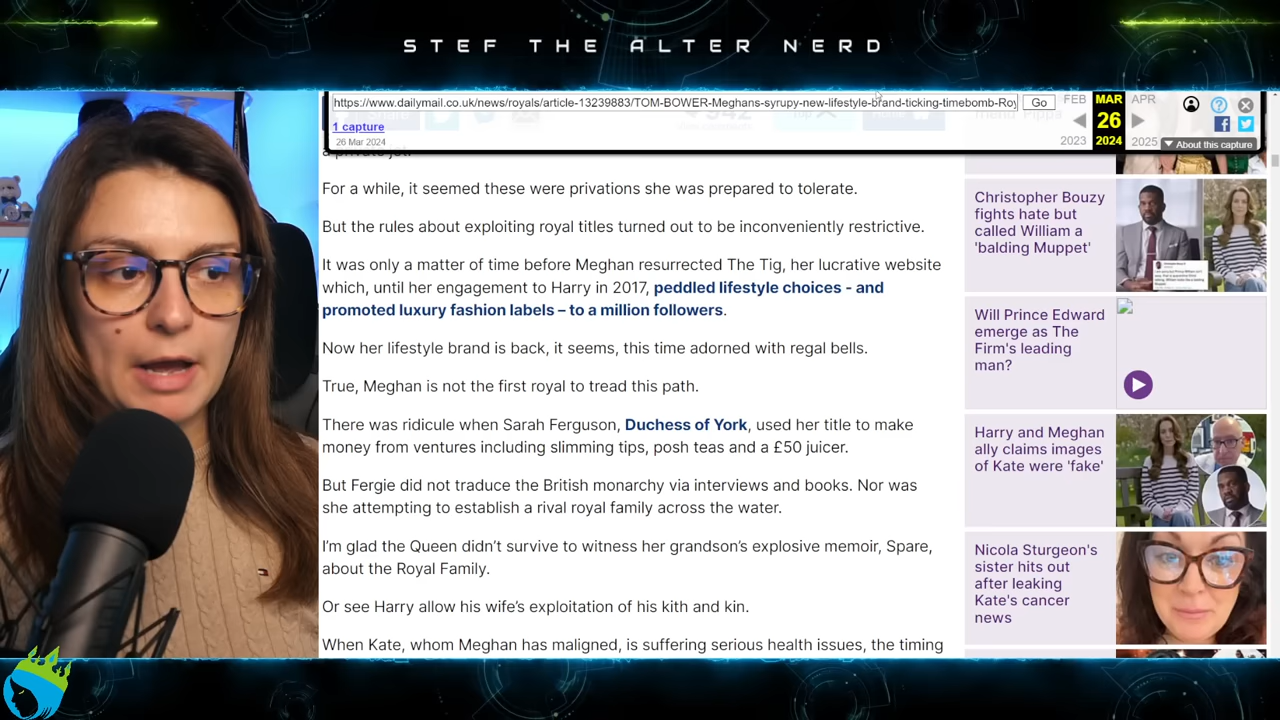 STEF THE ALTER NERD
https://www.dailymail.co.uk/news/royals/article-13239883/TOM-BOWER-Meghans-syrupy-new-lifestyle-brand-ticking-timebomb-Roy
Go
FEB
MAR
APR
1 capture
26
26 Mar 2024
2023
2024
2025
About this capture
a private jet.
For a while, it seemed these were privations she was prepared to tolerate.
But the rules about exploiting royal titles turned out to be inconveniently restrictive.
It was only a matter of time before Meghan resurrected The Tig, her lucrative website
which, until her engagement to Harry in 2017, peddled lifestyle choices - and
promoted luxury fashion labels – to a million followers.
Now her lifestyle brand is back, it seems, this time adorned with regal bells.
True, Meghan is not the first royal to tread this path.
There was ridicule when Sarah Ferguson, Duchess of York, used her title to make
money from ventures including slimming tips, posh teas and a £50 juicer.
But Fergie did not traduce the British monarchy via interviews and books. Nor was
she attempting to establish a rival royal family across the water.
I'm glad the Queen didn't survive to witness her grandson's explosive memoir, Spare,
about the Royal Family.
Or see Harry allow his wife's exploitation of his kith and kin.
When Kate, whom Meghan has maligned, is suffering serious health issues, the timing
Christopher Bouzy
fights hate but
called William a
'balding Muppet'
Will Prince Edward
emerge as The
Firm's leading
man?
Harry and Meghan
ally claims images
of Kate were 'fake'
Nicola Sturgeon's
sister hits out
after leaking
Kate's cancer
news